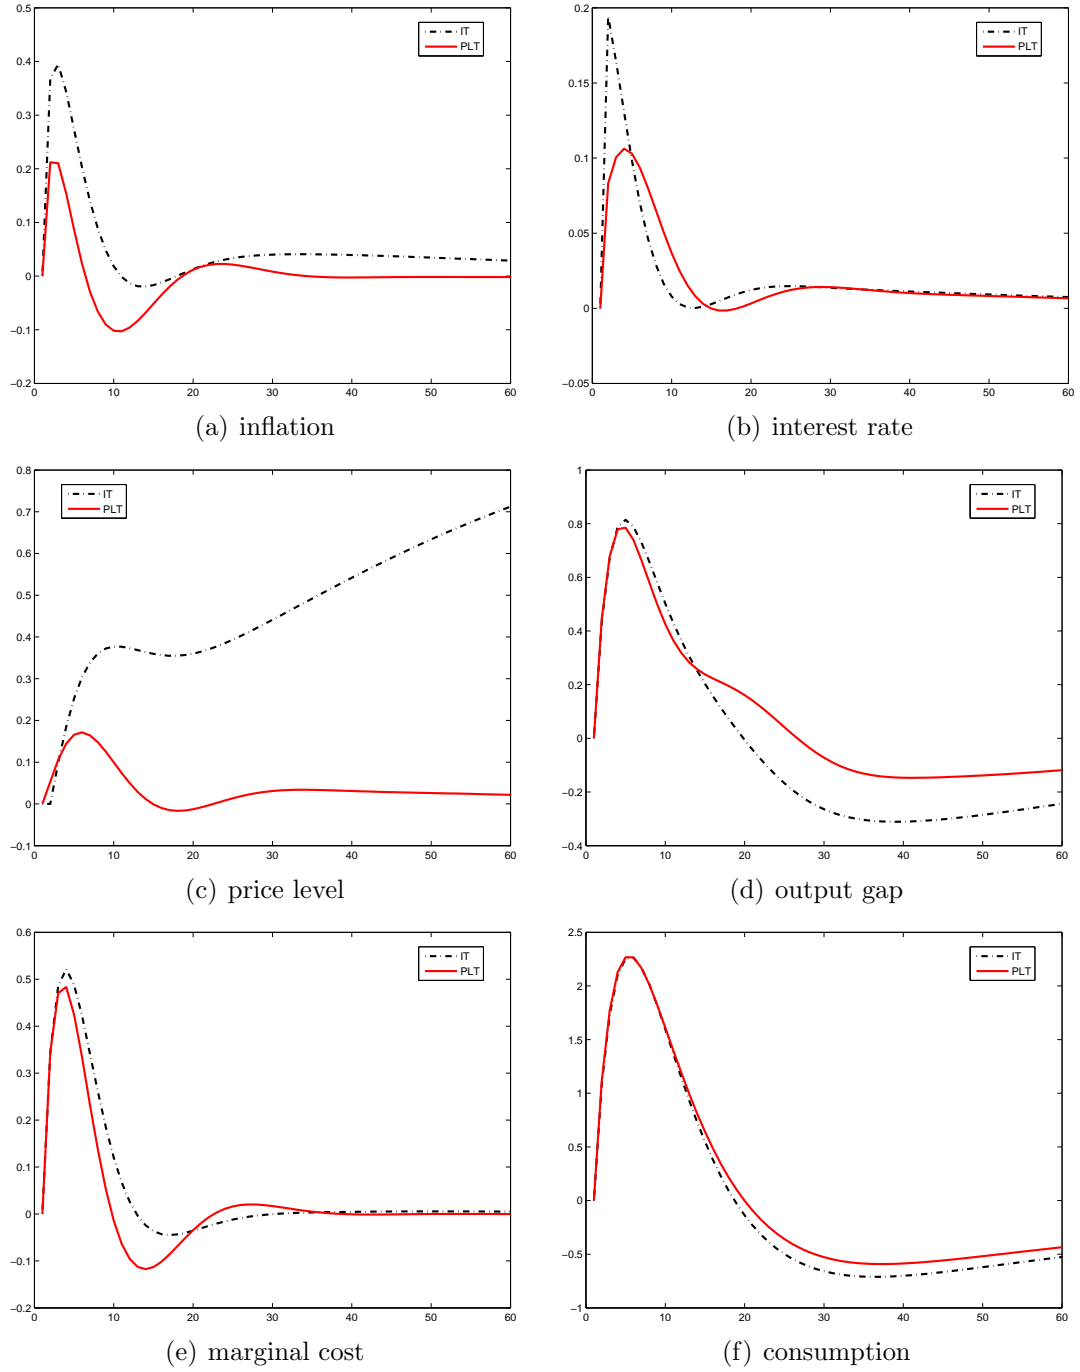 0.5
0.4
0.3
0.2
0.1
0
−0.1
−0.2
0 10 20 30 40 50 60
IT
PLT
(a) inflation
0.2
0.15
0.1
0.05
0
−0.05
0 10 20 30 40 50 60
IT
PLT
(b) interest rate
0.8
0.7
0.6
0.5
0.4
0.3
0.2
0.1
0
−0.1
0 10 20 30 40 50 60
IT
PLT
(c) price level
1
0.8
0.6
0.4
0.2
0
−0.2
−0.4
0 10 20 30 40 50 60
IT
PLT
(d) output gap
0.6
0.5
0.4
0.3
0.2
0.1
0
−0.1
−0.2
0 10 20 30 40 50 60
IT
PLT
(e) marginal cost
2.5
2
1.5
1
0.5
0
−0.5
−1
0 10 20 30 40 50 60
IT
PLT
(f) consumption